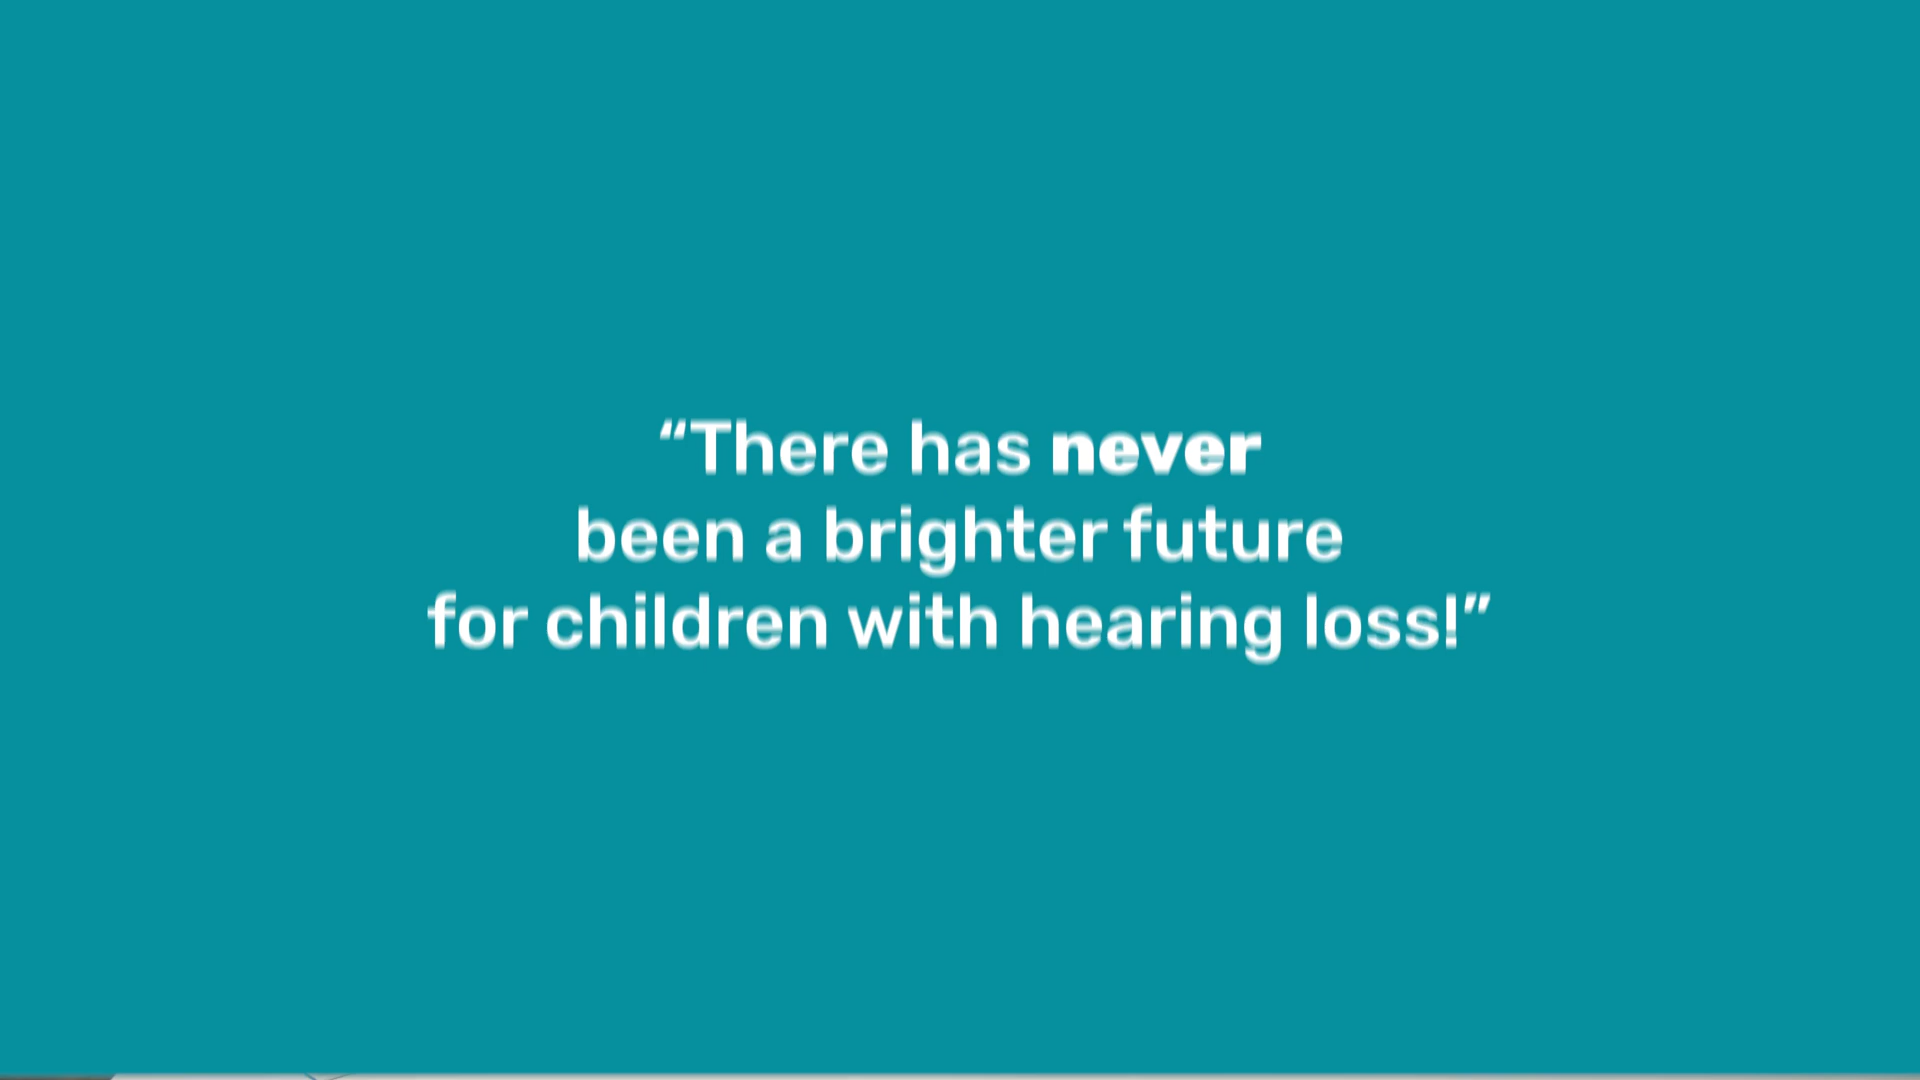 “There has never
been a brighter future
for children with hearing loss!”